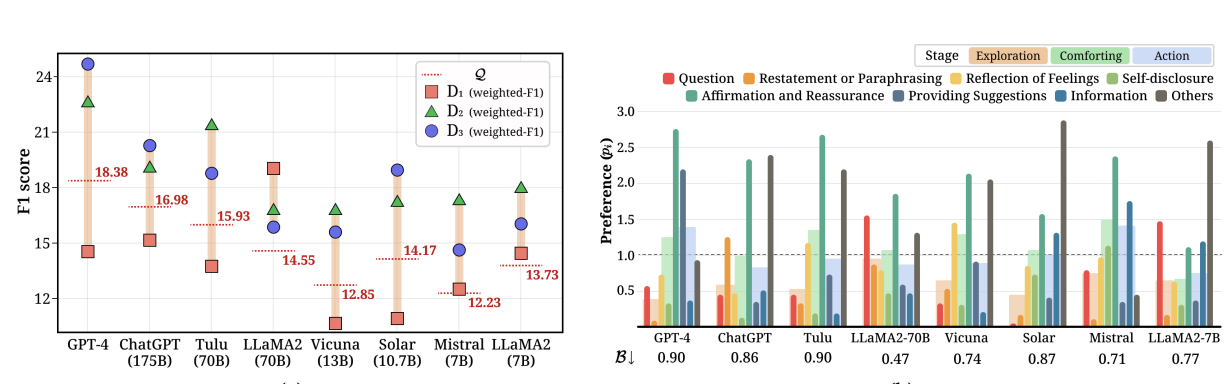 24
21
18
15
12
F1 score
𝒬
D₁ (weighted-F1)
D₂ (weighted-F1)
D₃ (weighted-F1)
18.38
16.98
15.93
14.55
12.85
14.17
12.23
13.73
GPT-4 ChatGPT Tulu LLaMA2 Vicuna Solar Mistral LLaMA2
(175B) (70B) (70B) (13B) (10.7B) (7B) (7B)
Stage Exploration Comforting Action
Question Restatement or Paraphrasing Reflection of Feelings Self-disclosure
Affirmation and Reassurance Providing Suggestions Information Others
Preference (pᵢ)
3.0
2.5
2.0
1.5
1.0
0.5
GPT-4 ChatGPT Tulu LLaMA2-70B Vicuna Solar Mistral LLaMA2-7B
ℬ↓ 0.90 0.86 0.90 0.47 0.74 0.87 0.71 0.77